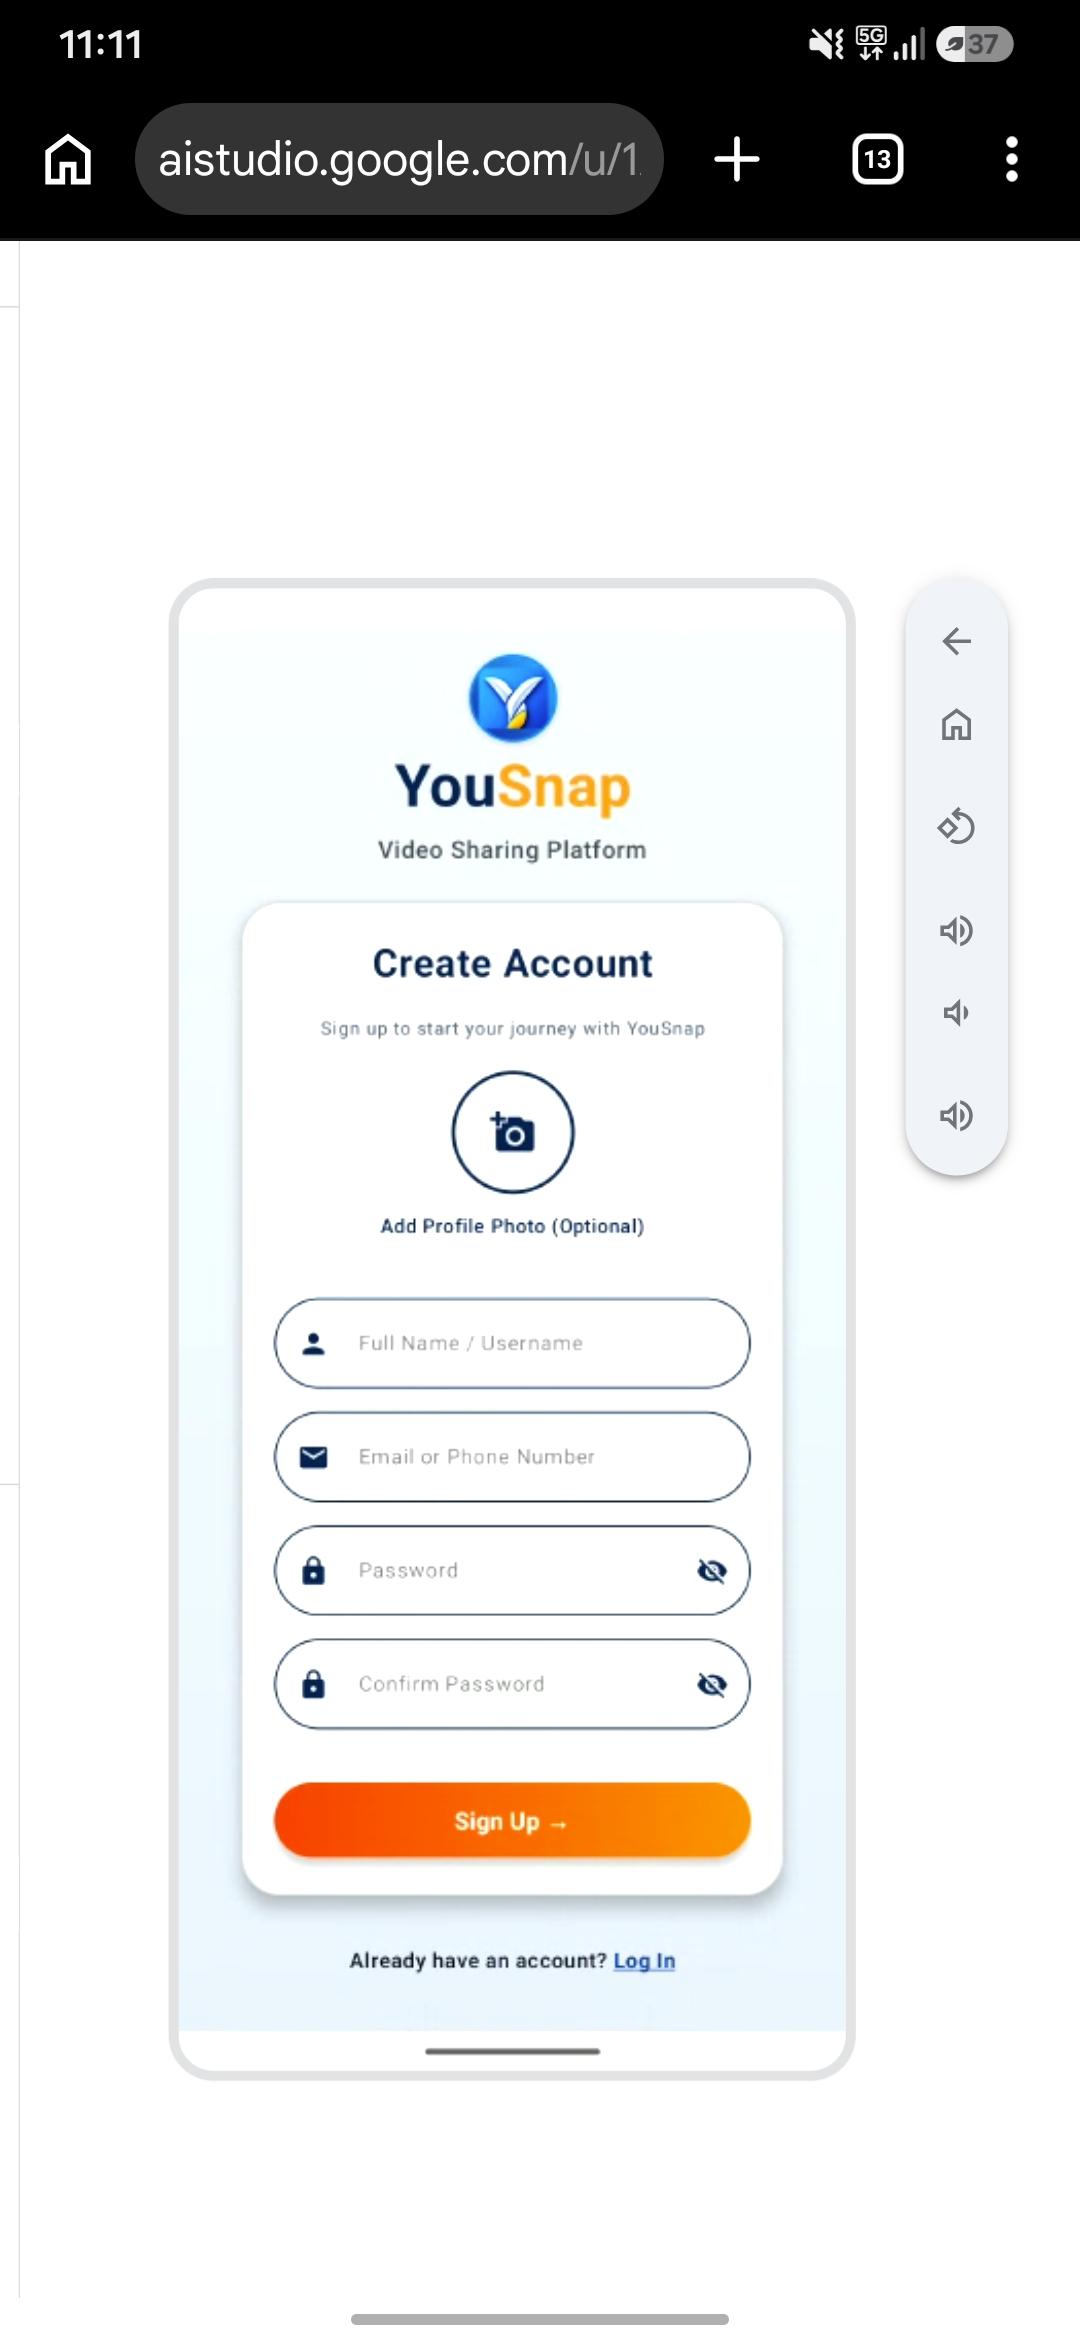 11:11
5G
37
aistudio.google.com/u/1
13
YouSnap
Video Sharing Platform
Create Account
Sign up to start your journey with YouSnap
Add Profile Photo (Optional)
Full Name / Username
Email or Phone Number
Password
Confirm Password
Sign Up →
Already have an account? Log In